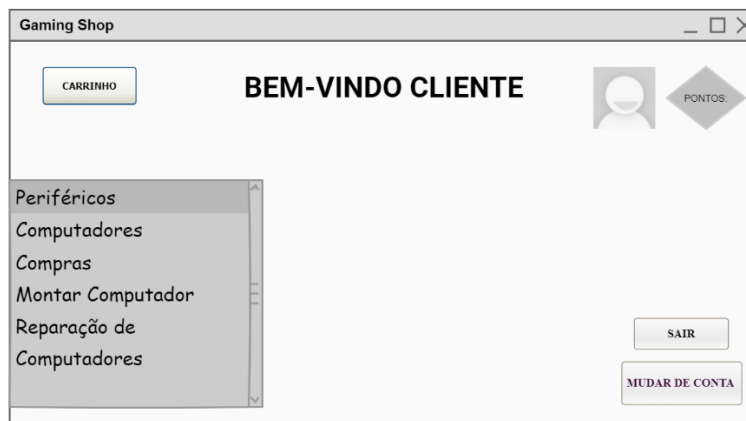 Gaming Shop
CARRINHO
BEM-VINDO CLIENTE
PONTOS:
Periféricos
Computadores
Compras
Montar Computador
Reparação de
Computadores
SAIR
MUDAR DE CONTA